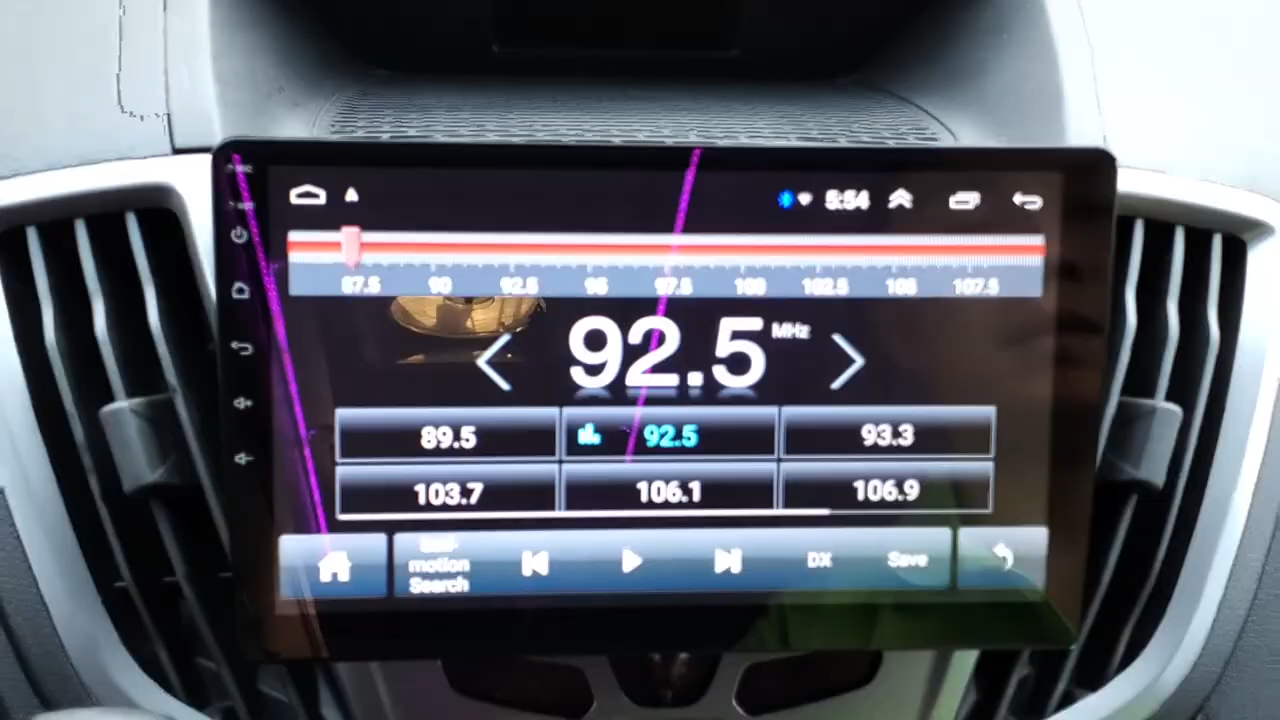 5:54
87.5 90 92.5 95 97.5 100 102.5 105 107.5
92.5 MHz
89.5 92.5 93.3
103.7 106.1 106.9
motion
Search
DX Save